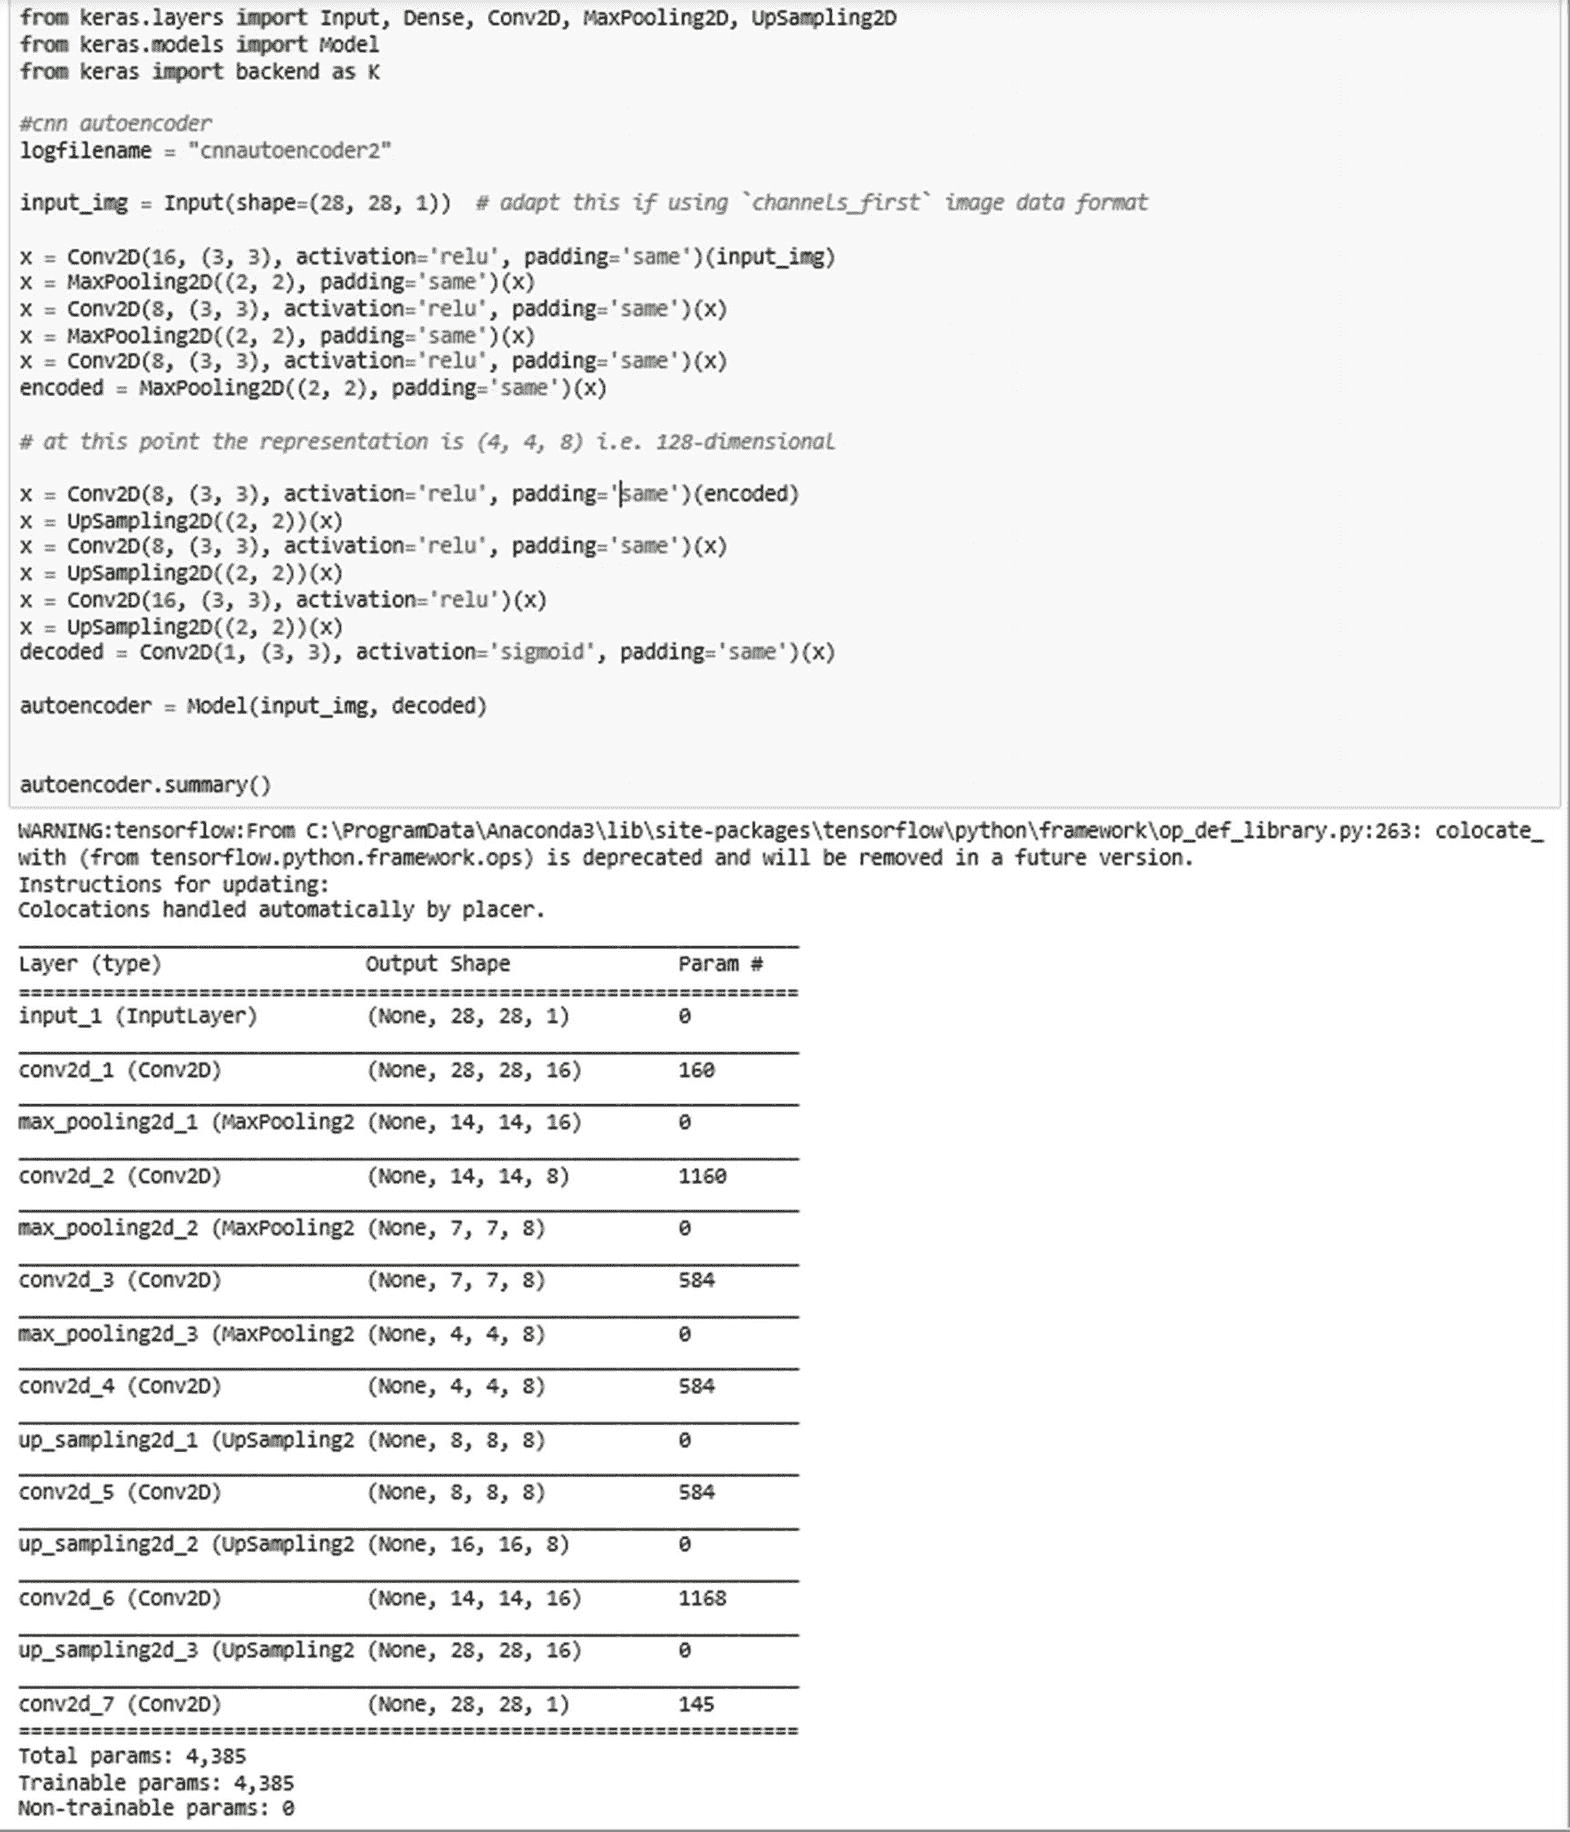 from keras.layers import Input, Dense, Conv2D, MaxPooling2D, UpSampling2D
from keras.models import Model
from keras import backend as K
#cnn autoencoder
logfilename = "cnnautoencoder2"
input_img = Input(shape=(28, 28, 1))  # adapt this if using `channels_first` image data format
x = Conv2D(16, (3, 3), activation='relu', padding='same')(input_img)
x = MaxPooling2D((2, 2), padding='same')(x)
x = Conv2D(8, (3, 3), activation='relu', padding='same')(x)
x = MaxPooling2D((2, 2), padding='same')(x)
x = Conv2D(8, (3, 3), activation='relu', padding='same')(x)
encoded = MaxPooling2D((2, 2), padding='same')(x)
# at this point the representation is (4, 4, 8) i.e. 128-dimensional
x = Conv2D(8, (3, 3), activation='relu', padding='same')(encoded)
x = UpSampling2D((2, 2))(x)
x = Conv2D(8, (3, 3), activation='relu', padding='same')(x)
x = UpSampling2D((2, 2))(x)
x = Conv2D(16, (3, 3), activation='relu')(x)
x = UpSampling2D((2, 2))(x)
decoded = Conv2D(1, (3, 3), activation='sigmoid', padding='same')(x)
autoencoder = Model(input_img, decoded)
autoencoder.summary()
WARNING:tensorflow:From C:\ProgramData\Anaconda3\lib\site-packages\tensorflow\python\framework\op_def_library.py:263: colocate_
with (from tensorflow.python.framework.ops) is deprecated and will be removed in a future version.
Instructions for updating:
Colocations handled automatically by placer.
Layer (type)                 Output Shape              Param #
input_1 (InputLayer)         (None, 28, 28, 1)         0
conv2d_1 (Conv2D)            (None, 28, 28, 16)        160
max_pooling2d_1 (MaxPooling2 (None, 14, 14, 16)        0
conv2d_2 (Conv2D)            (None, 14, 14, 8)         1160
max_pooling2d_2 (MaxPooling2 (None, 7, 7, 8)           0
conv2d_3 (Conv2D)            (None, 7, 7, 8)           584
max_pooling2d_3 (MaxPooling2 (None, 4, 4, 8)           0
conv2d_4 (Conv2D)            (None, 4, 4, 8)           584
up_sampling2d_1 (UpSampling2 (None, 8, 8, 8)           0
conv2d_5 (Conv2D)            (None, 8, 8, 8)           584
up_sampling2d_2 (UpSampling2 (None, 16, 16, 8)         0
conv2d_6 (Conv2D)            (None, 14, 14, 16)        1168
up_sampling2d_3 (UpSampling2 (None, 28, 28, 16)        0
conv2d_7 (Conv2D)            (None, 28, 28, 1)         145
Total params: 4,385
Trainable params: 4,385
Non-trainable params: 0